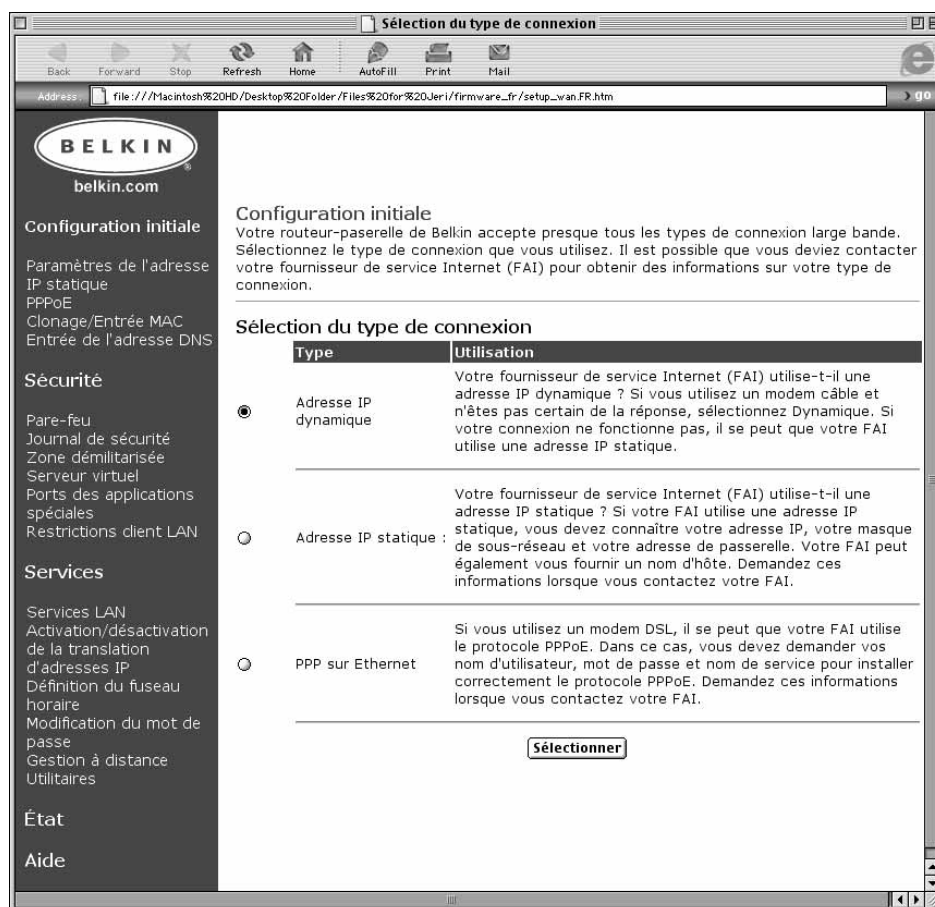 Sélection du type de connexion
Back Forward Stop Refresh Home AutoFill Print Mail
Address: file:///Macintosh%20HD/Desktop%20Folder/Files%20for%20Jeri/firmware_fr/setup_wan.FR.htm go
BELKIN
®
belkin.com
Configuration initiale
Paramètres de l'adresse
IP statique
PPPoE
Clonage/Entrée MAC
Entrée de l'adresse DNS
Sécurité
Pare-feu
Journal de sécurité
Zone démilitarisée
Serveur virtuel
Ports des applications
spéciales
Restrictions client LAN
Services
Services LAN
Activation/désactivation
de la translation
d'adresses IP
Définition du fuseau
horaire
Modification du mot de
passe
Gestion à distance
Utilitaires
État
Aide
Configuration initiale
Votre routeur-paserelle de Belkin accepte presque tous les types de connexion large bande.
Sélectionnez le type de connexion que vous utilisez. Il est possible que vous deviez contacter
votre fournisseur de service Internet (FAI) pour obtenir des informations sur votre type de
connexion.
Sélection du type de connexion
Type Utilisation
Adresse IP
dynamique
Votre fournisseur de service Internet (FAI) utilise-t-il une
adresse IP dynamique ? Si vous utilisez un modem câble et
n'êtes pas certain de la réponse, sélectionnez Dynamique. Si
votre connexion ne fonctionne pas, il se peut que votre FAI
utilise une adresse IP statique.
Adresse IP statique :
Votre fournisseur de service Internet (FAI) utilise-t-il une
adresse IP statique ? Si votre FAI utilise une adresse IP
statique, vous devez connaître votre adresse IP, votre masque
de sous-réseau et votre adresse de passerelle. Votre FAI peut
également vous fournir un nom d'hôte. Demandez ces
informations lorsque vous contactez votre FAI.
PPP sur Ethernet
Si vous utilisez un modem DSL, il se peut que votre FAI utilise
le protocole PPPoE. Dans ce cas, vous devez demander vos
nom d'utilisateur, mot de passe et nom de service pour installer
correctement le protocole PPPoE. Demandez ces informations
lorsque vous contactez votre FAI.
Sélectionner